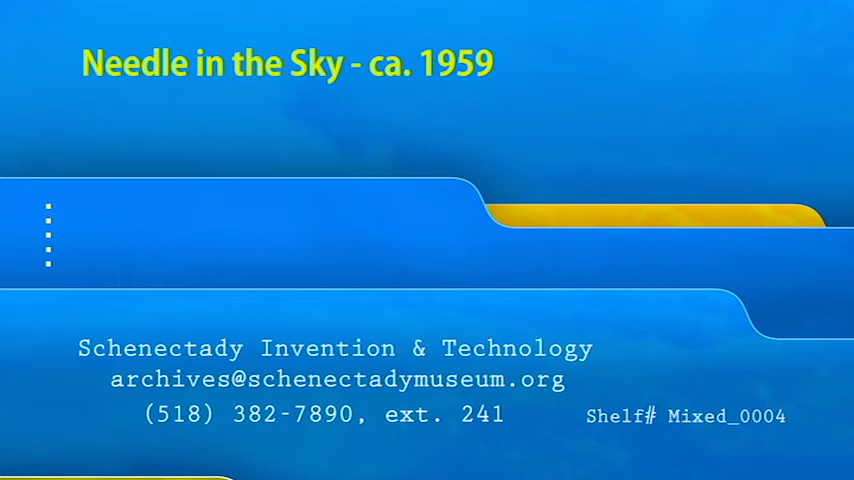 Needle in the Sky - ca. 1959
Schenectady Invention & Technology
archives@schenectadymuseum.org
(518) 382-7890, ext. 241
Shelf# Mixed_0004